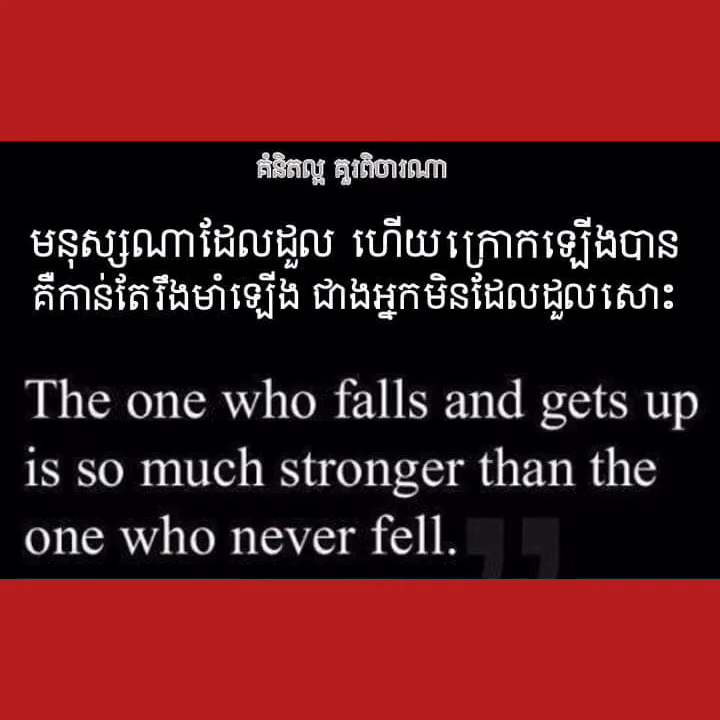 គំនិតល្អ គួរពិចារណា
មនុស្សណាដែលដួល ហើយក្រោកឡើងបាន
គឺកាន់តែរឹងមាំឡើង ជាងអ្នកមិនដែលដួលសោះ
The one who falls and gets up
is so much stronger than the
one who never fell.
”